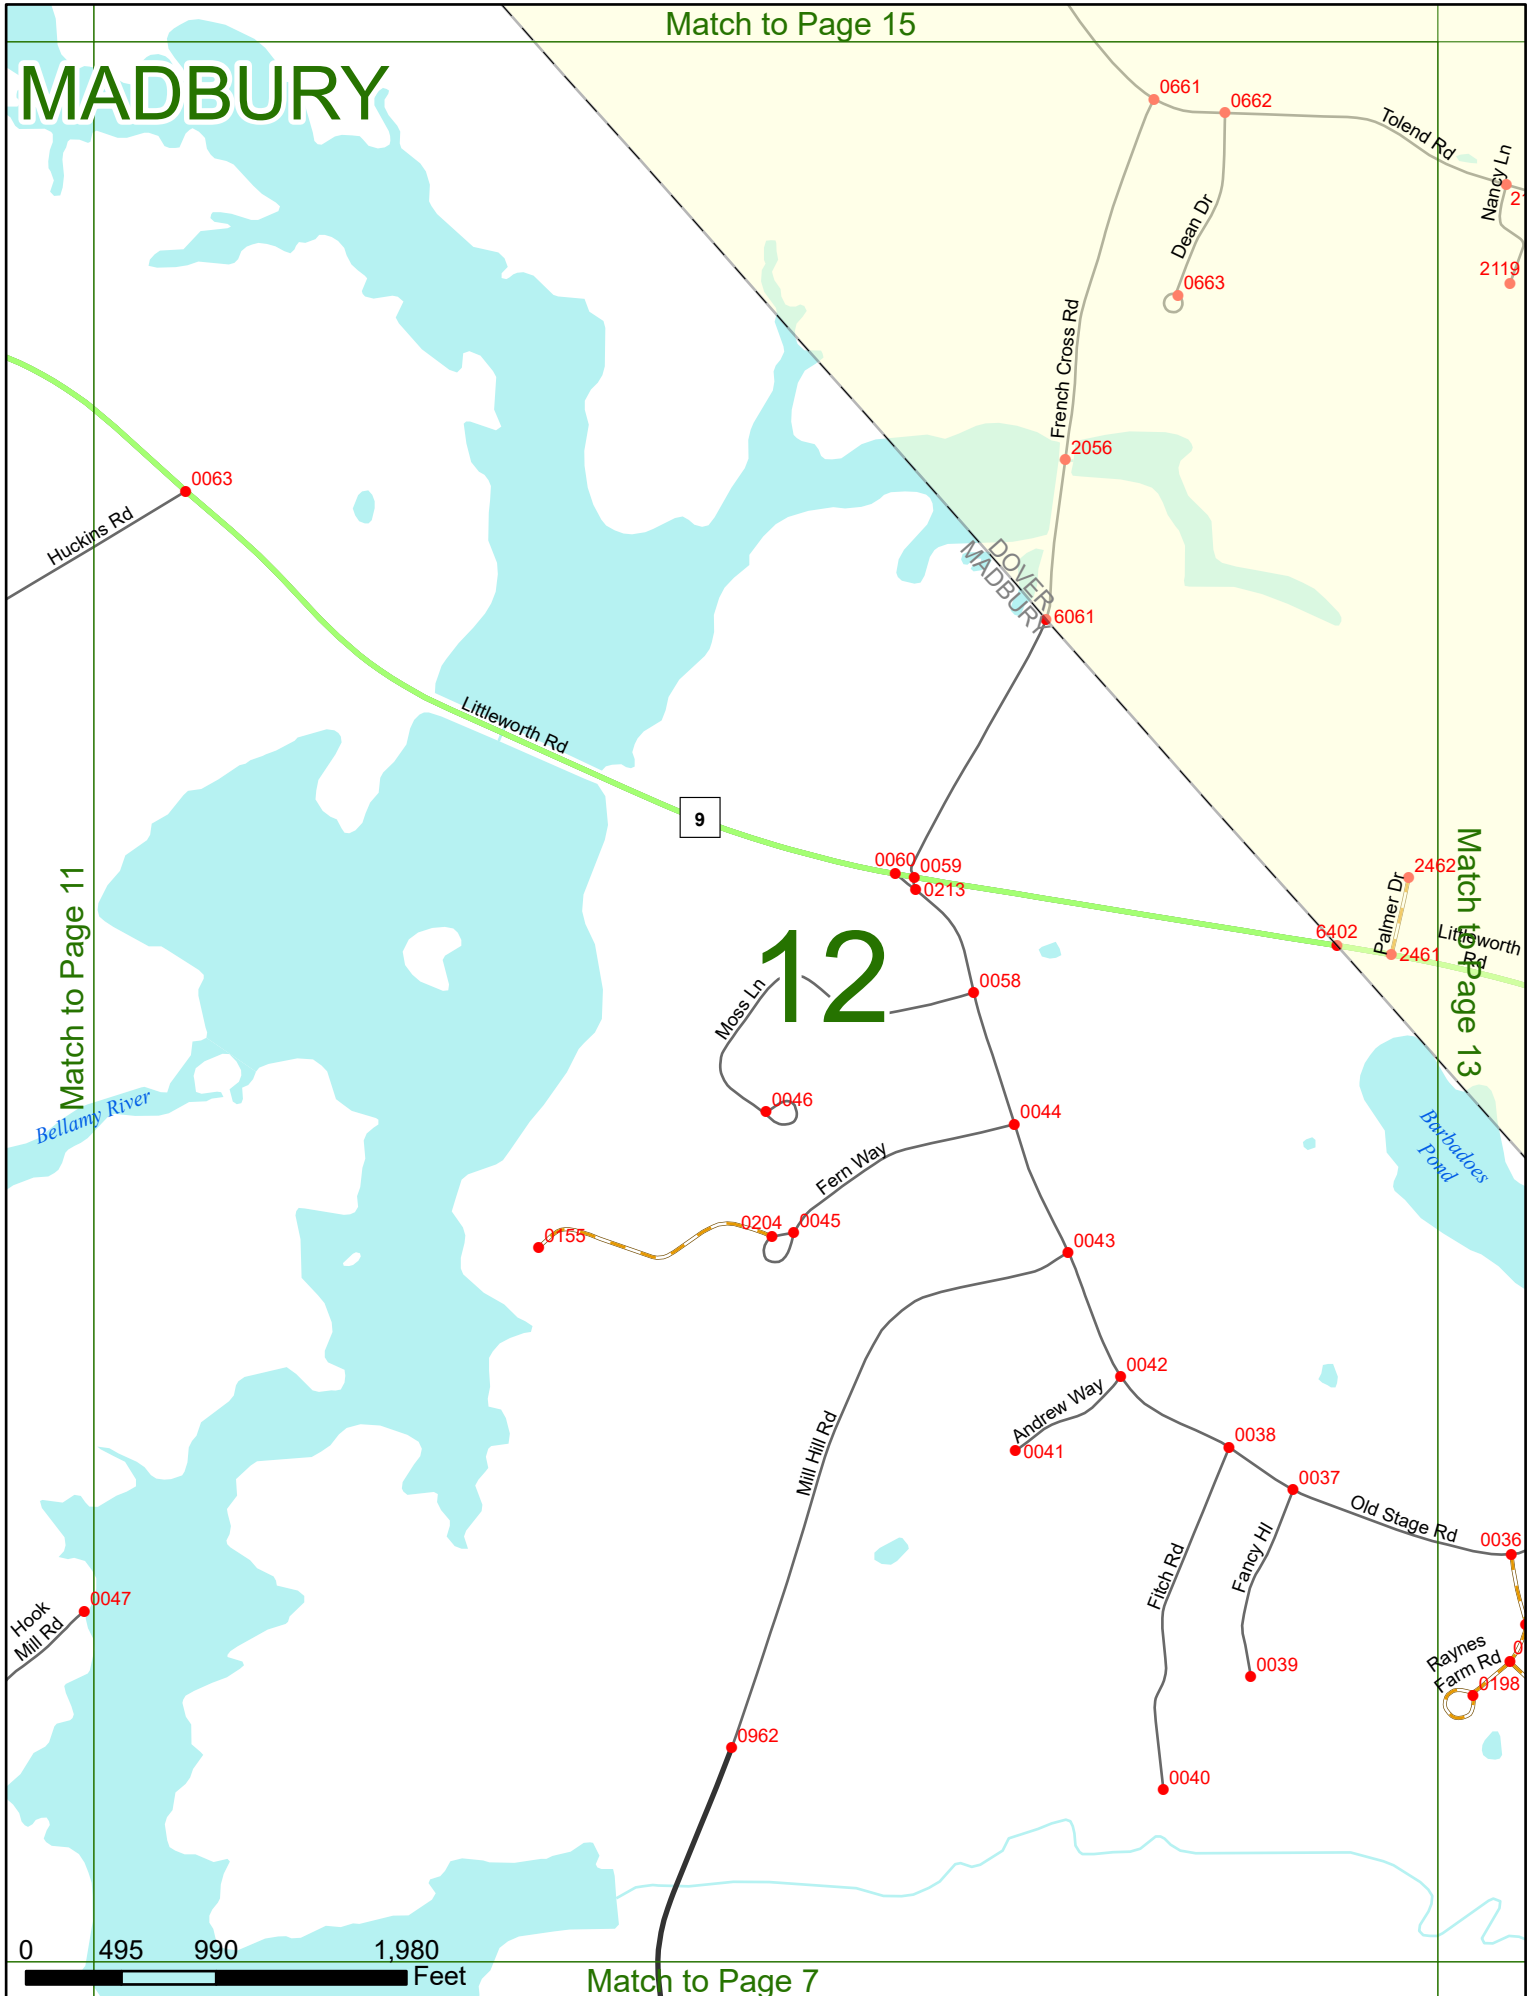 Match to Page 15
MADBURY
0661
0662
Tolend Rd
Nancy Ln
Dean Dr
0663
2119
French Cross Rd
2056
0063
Huckins Rd
DOVER
MADBURY
6061
Littleworth Rd
9
0060
0059
0213
2462
Palmer Dr
6402
2461
Littleworth
Rd
Match to Page 13
Match to Page 11
12
0058
Moss Ln
0046
0044
Bellamy River
Barbadoes
Pond
Fern Way
0204
0045
0155
0043
0042
Andrew Way
0041
0038
0037
Mill Hill Rd
Old Stage Rd
0036
Fitch Rd
Fancy Hl
0047
Hook
Mill Rd
0039
Raynes
Farm Rd
0198
0962
0040
0 495 990 1,980
Feet
Match to Page 7